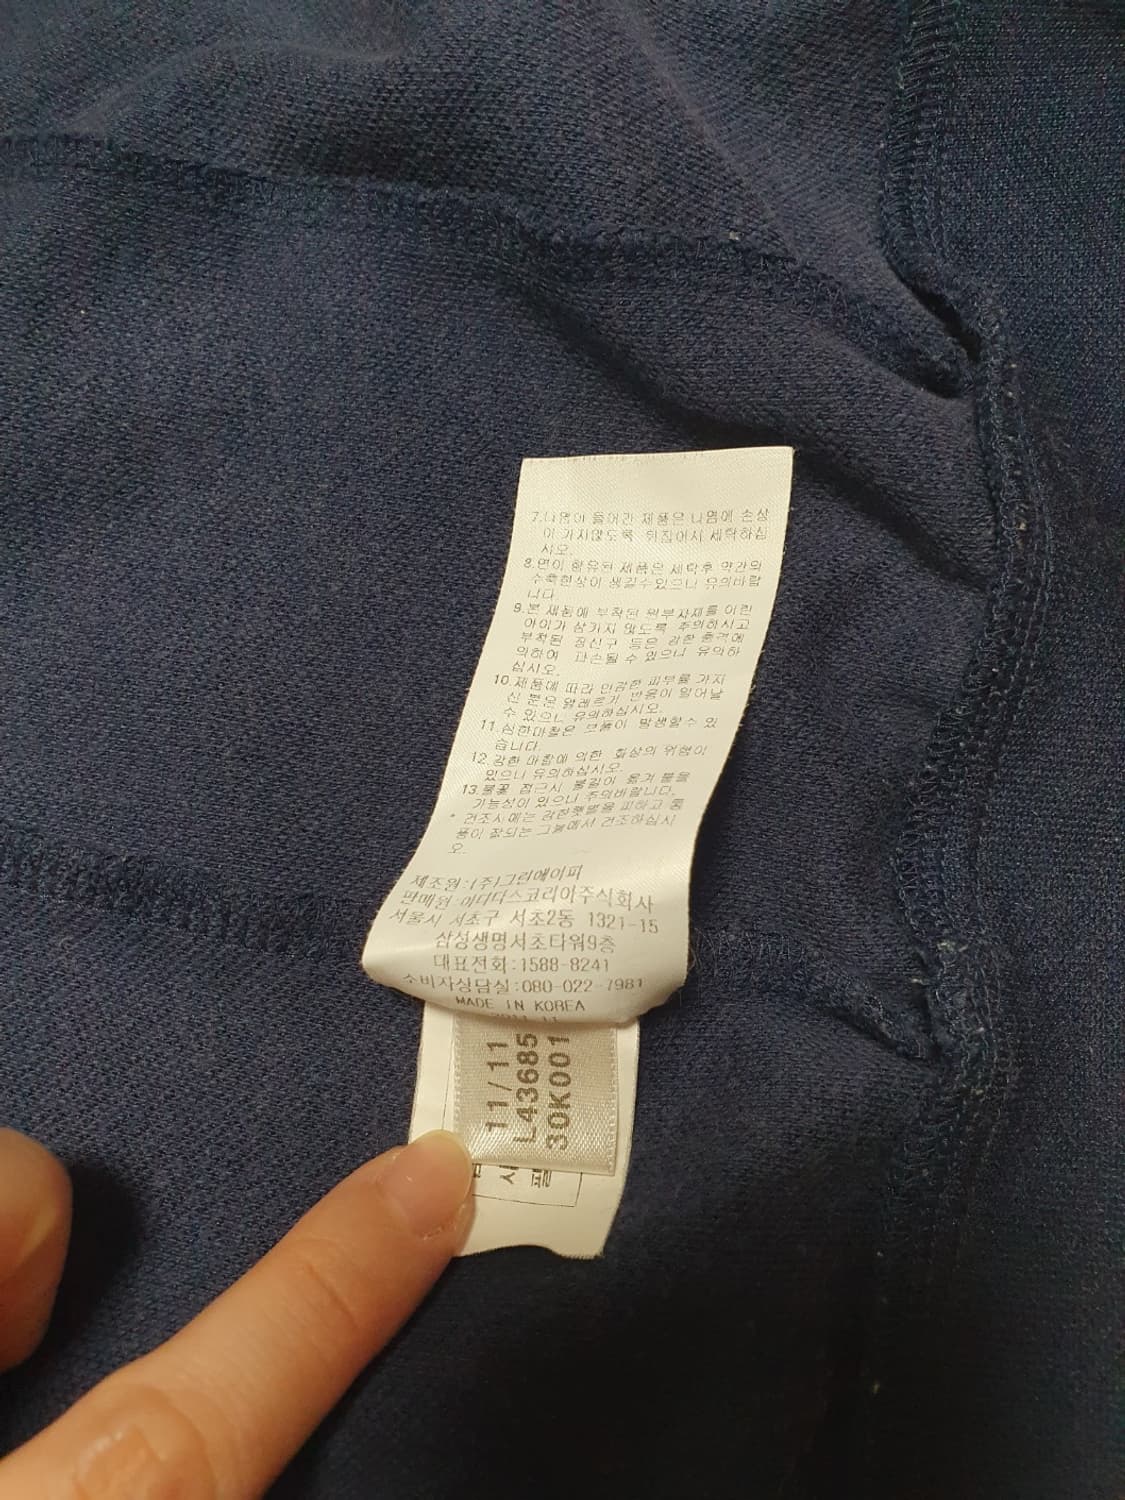 7.나염이 들어간 제품은 나염에 손상
이 가지않도록 뒤집어서 세탁하십
시오.
8.면이 함유된 제품은 세탁후 약간의
수축현상이 생길수있으니 유의바랍
니다.
9.본 제품에 부착된 원부자재를 어린
아이가 삼키지 않도록 주의하시고
부착된 장신구 등은 강한 충격에
의하여 파손될 수 있으니 유의하
십시오.
10.제품에 따라 민감한 피부를 가지
신 분은 알레르기 반응이 일어날
수 있으니 유의하십시오.
11.심한마찰은 보풀이 발생할수 있
습니다.
12.강한 마찰에 의한 화상의 위험이
있으니 유의하십시오.
13.불꽃 접근시 불길이 옮겨 붙을
가능성이 있으니 주의바랍니다.
* 건조시에는 강한햇볕을 피하고 통
풍이 잘되는 그늘에서 건조하십시
오.
제조원:(주)그린에이피
판매원:아디다스코리아주식회사
서울시 서초구 서초2동 1321-15
삼성생명서초타워9층
대표전화:1588-8241
소비자상담실:080-022-7981
MADE IN KOREA
2011.11
11/11
L43685
30K001